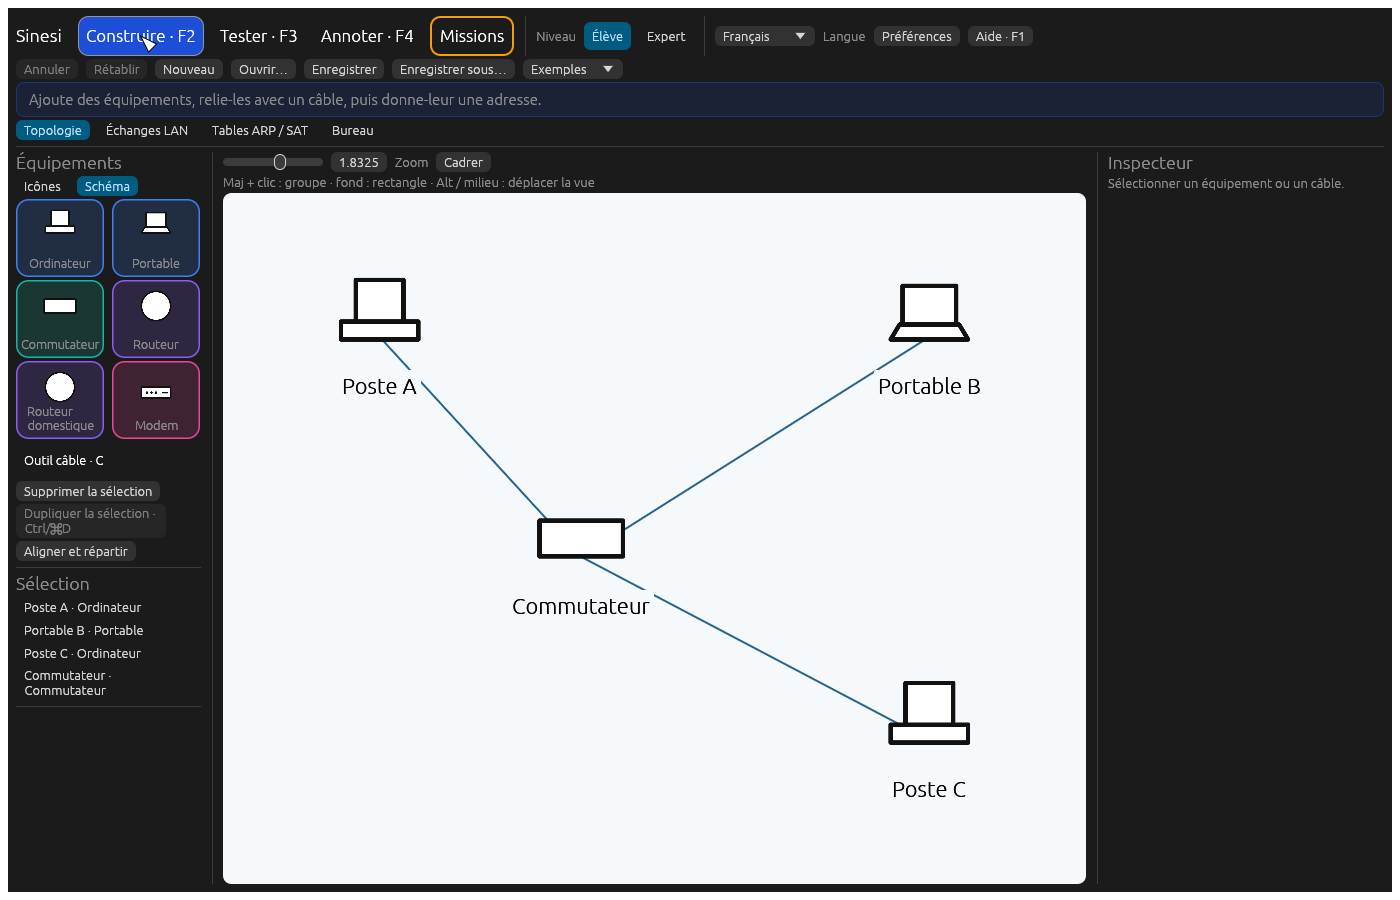 Sinesi Construire · F2 Tester · F3 Annoter · F4 Missions Niveau Élève Expert Français Langue Préférences Aide · F1
Annuler Rétablir Nouveau Ouvrir... Enregistrer Enregistrer sous... Exemples
Ajoute des équipements, relie-les avec un câble, puis donne-leur une adresse.
Topologie Échanges LAN Tables ARP / SAT Bureau
Équipements
Icônes Schéma
Ordinateur Portable
Commutateur Routeur
Routeur
domestique Modem
Outil câble · C
Supprimer la sélection
Dupliquer la sélection ·
Ctrl/⌘D
Aligner et répartir
Sélection
Poste A · Ordinateur
Portable B · Portable
Poste C · Ordinateur
Commutateur ·
Commutateur
1.8325 Zoom Cadrer
Maj + clic : groupe · fond : rectangle · Alt / milieu : déplacer la vue
Poste A
Portable B
Commutateur
Poste C
Inspecteur
Sélectionner un équipement ou un câble.